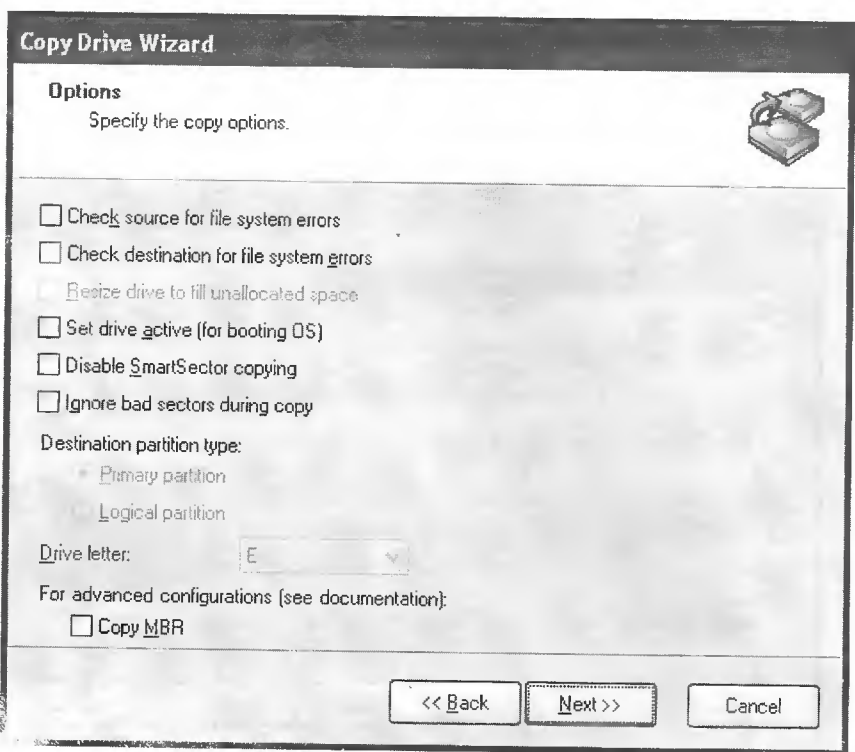 Copy Drive Wizard
Options
Specify the copy options.
Check source for file system errors
Check destination for file system errors
Resize drive to fill unallocated space
Set drive active (for booting OS)
Disable SmartSector copying
Ignore bad sectors during copy
Destination partition type:
Primary partition
Logical partition
Drive letter: E
For advanced configurations (see documentation):
Copy MBR
<< Back Next >> Cancel